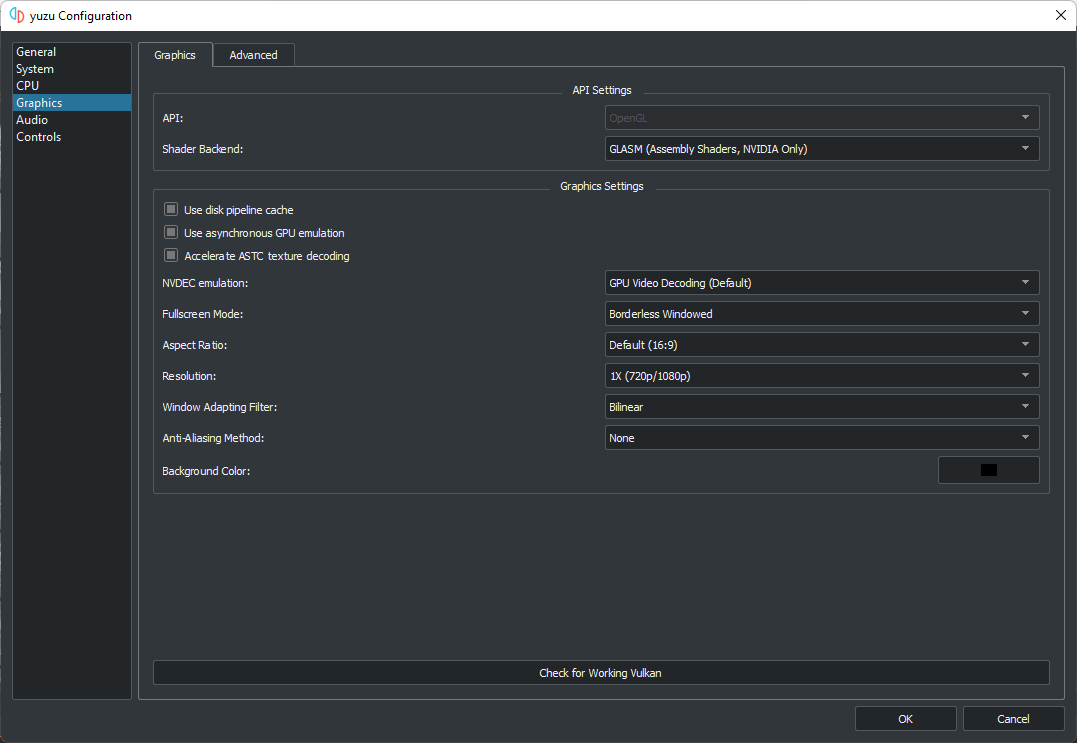 yuzu Configuration
General
System
CPU
Graphics
Audio
Controls
Graphics
Advanced
API Settings
API:
OpenGL
Shader Backend:
GLASM (Assembly Shaders, NVIDIA Only)
Graphics Settings
Use disk pipeline cache
Use asynchronous GPU emulation
Accelerate ASTC texture decoding
NVDEC emulation:
GPU Video Decoding (Default)
Fullscreen Mode:
Borderless Windowed
Aspect Ratio:
Default (16:9)
Resolution:
1X (720p/1080p)
Window Adapting Filter:
Bilinear
Anti-Aliasing Method:
None
Background Color:
Check for Working Vulkan
OK
Cancel